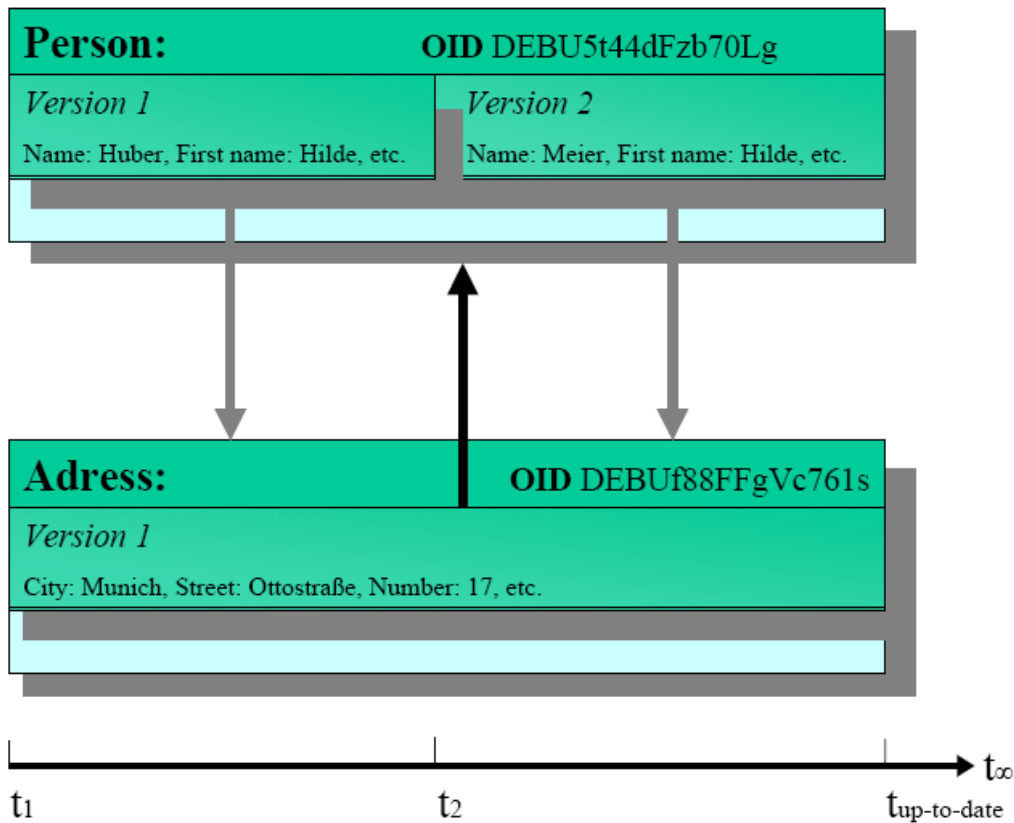 Person: OID DEBU5t44dFzb70Lg
Version 1 Version 2
Name: Huber, First name: Hilde, etc. Name: Meier, First name: Hilde, etc.
Adress: OID DEBUf88FFgVc761s
Version 1
City: Munich, Street: Ottostraße, Number: 17, etc.
t∞
t1 t2 tup-to-date